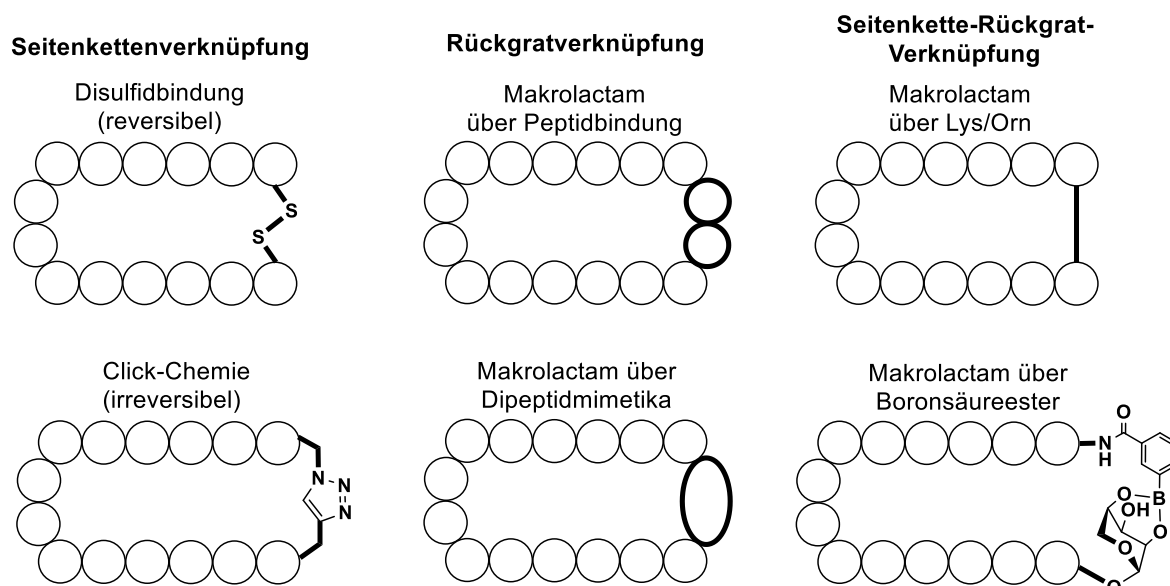 Seitenkettenverknüpfung
Rückgratverknüpfung
Seitenkette-Rückgrat-
Verknüpfung
Disulfidbindung
(reversibel)
Makrolactam
über Peptidbindung
Makrolactam
über Lys/Orn
S
S
Click-Chemie
(irreversibel)
Makrolactam über
Dipeptidmimetika
Makrolactam über
Boronsäureester
N
N
N
O
N
H
B
O
OH
O
O
O